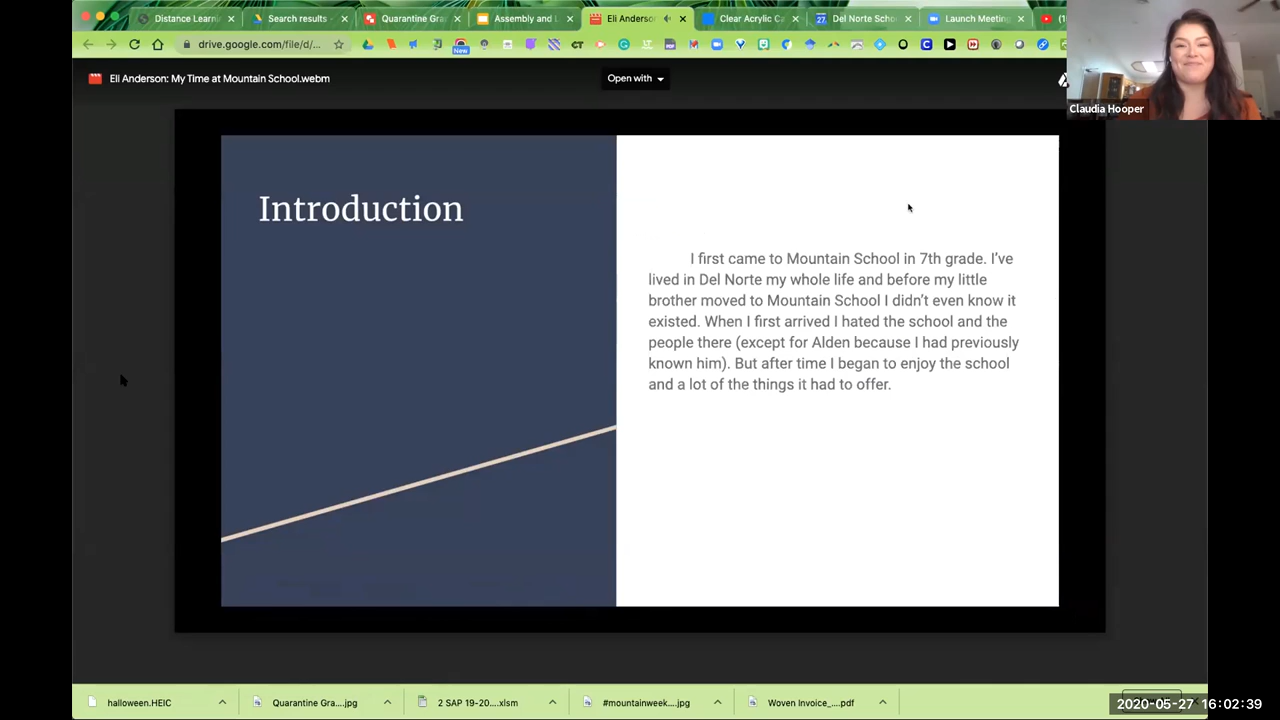 Distance Learni
Search results -
Quarantine Gra
Assembly and L
Eli Anderson:
Clear Acrylic Ca
Del Norte Scho
Launch Meeting
drive.google.com/file/d/...
New
Eli Anderson: My Time at Mountain School.webm
Open with
Claudia Hooper
Introduction
I first came to Mountain School in 7th grade. I've
lived in Del Norte my whole life and before my little
brother moved to Mountain School I didn't even know it
existed. When I first arrived I hated the school and the
people there (except for Alden because I had previously
known him). But after time I began to enjoy the school
and a lot of the things it had to offer.
halloween.HEIC
Quarantine Gra....jpg
2 SAP 19-20....xlsm
#mountainweek....jpg
Woven Invoice_....pdf
2020-05-27 16:02:39